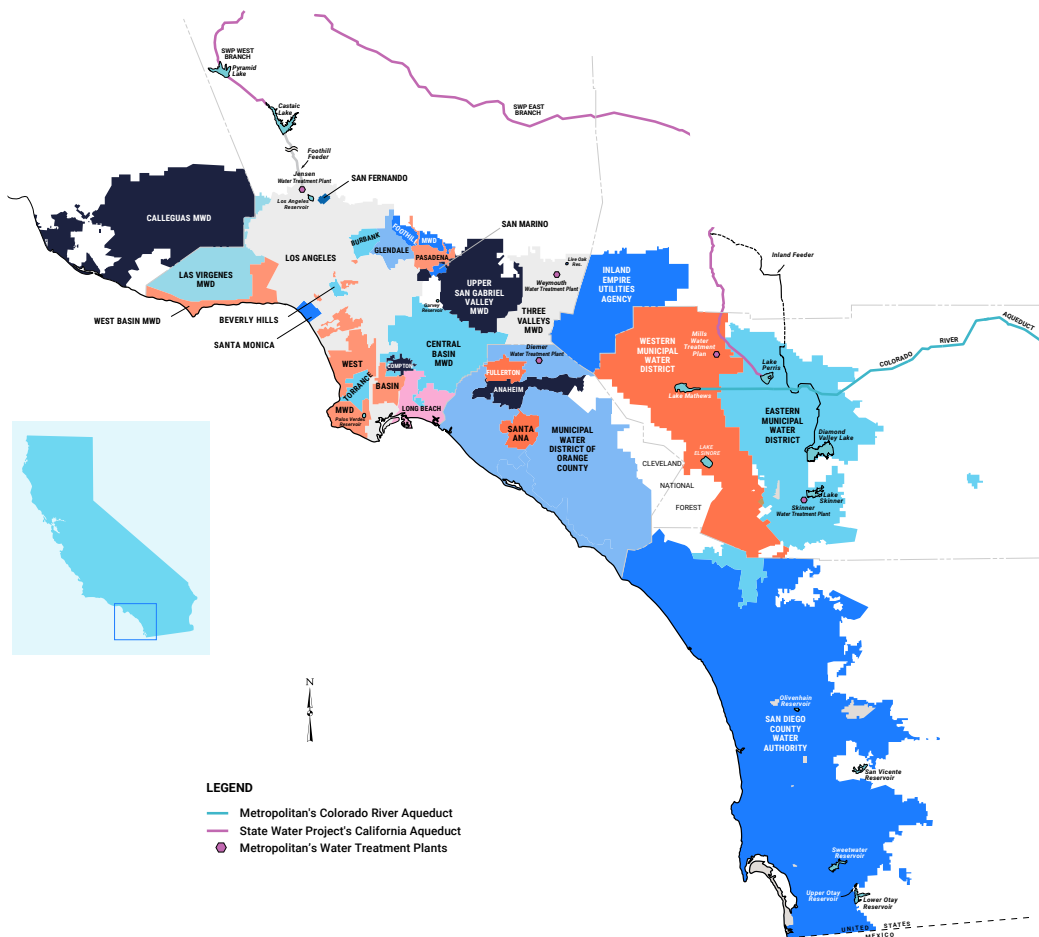 SWP WEST
BRANCH
Pyramid
Lake
Castaic
Lake
SWP EAST
BRANCH
Foothill
Feeder
Jensen
Water Treatment Plant
Los Angeles
Reservoir
SAN FERNANDO
CALLEGUAS MWD
SAN MARINO
LOS ANGELES
BURBANK
GLENDALE
FOOTHILL
MWD
PASADENA
LAS VIRGENES
MWD
WEST BASIN MWD
BEVERLY HILLS
SANTA MONICA
UPPER
SAN GABRIEL
VALLEY
MWD
Garvey
Reservoir
Live Oak
Res.
Weymouth
Water Treatment Plant
THREE
VALLEYS
MWD
INLAND
EMPIRE
UTILITIES
AGENCY
Inland Feeder
CENTRAL
BASIN
MWD
Diemer
Water Treatment Plant
WESTERN
MUNICIPAL
WATER
DISTRICT
Mills
Water
Treatment
Plan
Lake
Perris
COLORADO
RIVER
AQUEDUCT
WEST
TORRANCE
BASIN
MWD
Palos Verdes
Reservoir
COMPTON
LONG BEACH
FULLERTON
ANAHEIM
SANTA
ANA
MUNICIPAL
WATER
DISTRICT OF
ORANGE
COUNTY
Lake Mathews
EASTERN
MUNICIPAL
WATER
DISTRICT
Diamond
Valley Lake
CLEVELAND
NATIONAL
FOREST
LAKE
ELSINORE
Lake
Skinner
Skinner
Water Treatment Plant
N
Olivenhain
Reservoir
SAN DIEGO
COUNTY
WATER
AUTHORITY
San Vicente
Reservoir
Sweetwater
Reservoir
Upper Otay
Reservoir
Lower Otay
Reservoir
UNITED STATES
MEXICO
LEGEND
Metropolitan's Colorado River Aqueduct
State Water Project's California Aqueduct
Metropolitan's Water Treatment Plants